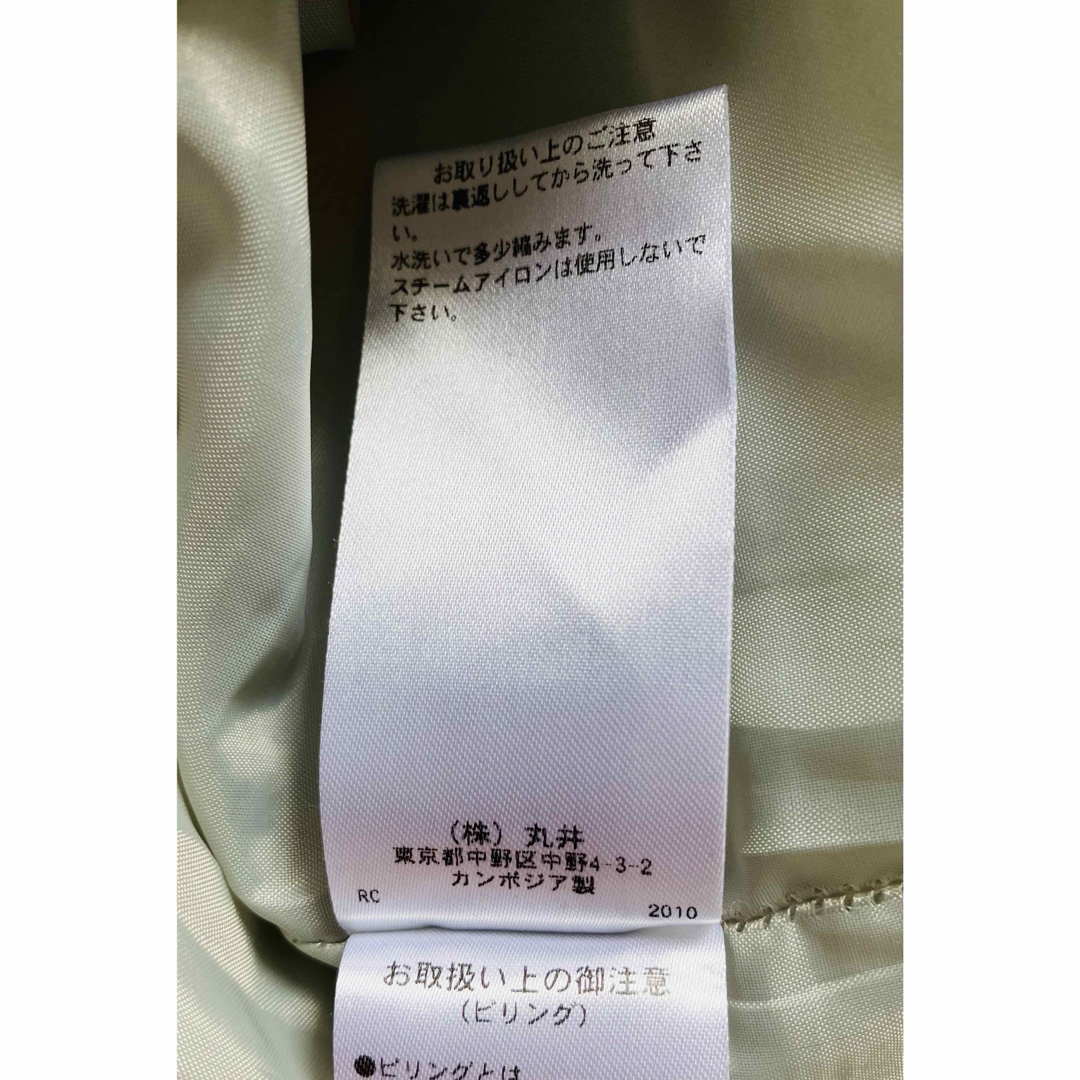 お取り扱い上のご注意
洗濯は裏返ししてから洗って下さ
い。
水洗いで多少縮みます。
スチームアイロンは使用しないで
下さい。
(株) 丸井
東京都中野区中野4-3-2
カンボジア製
RC 2010
お取扱い上の御注意
(ピリング)
●ピリングとは